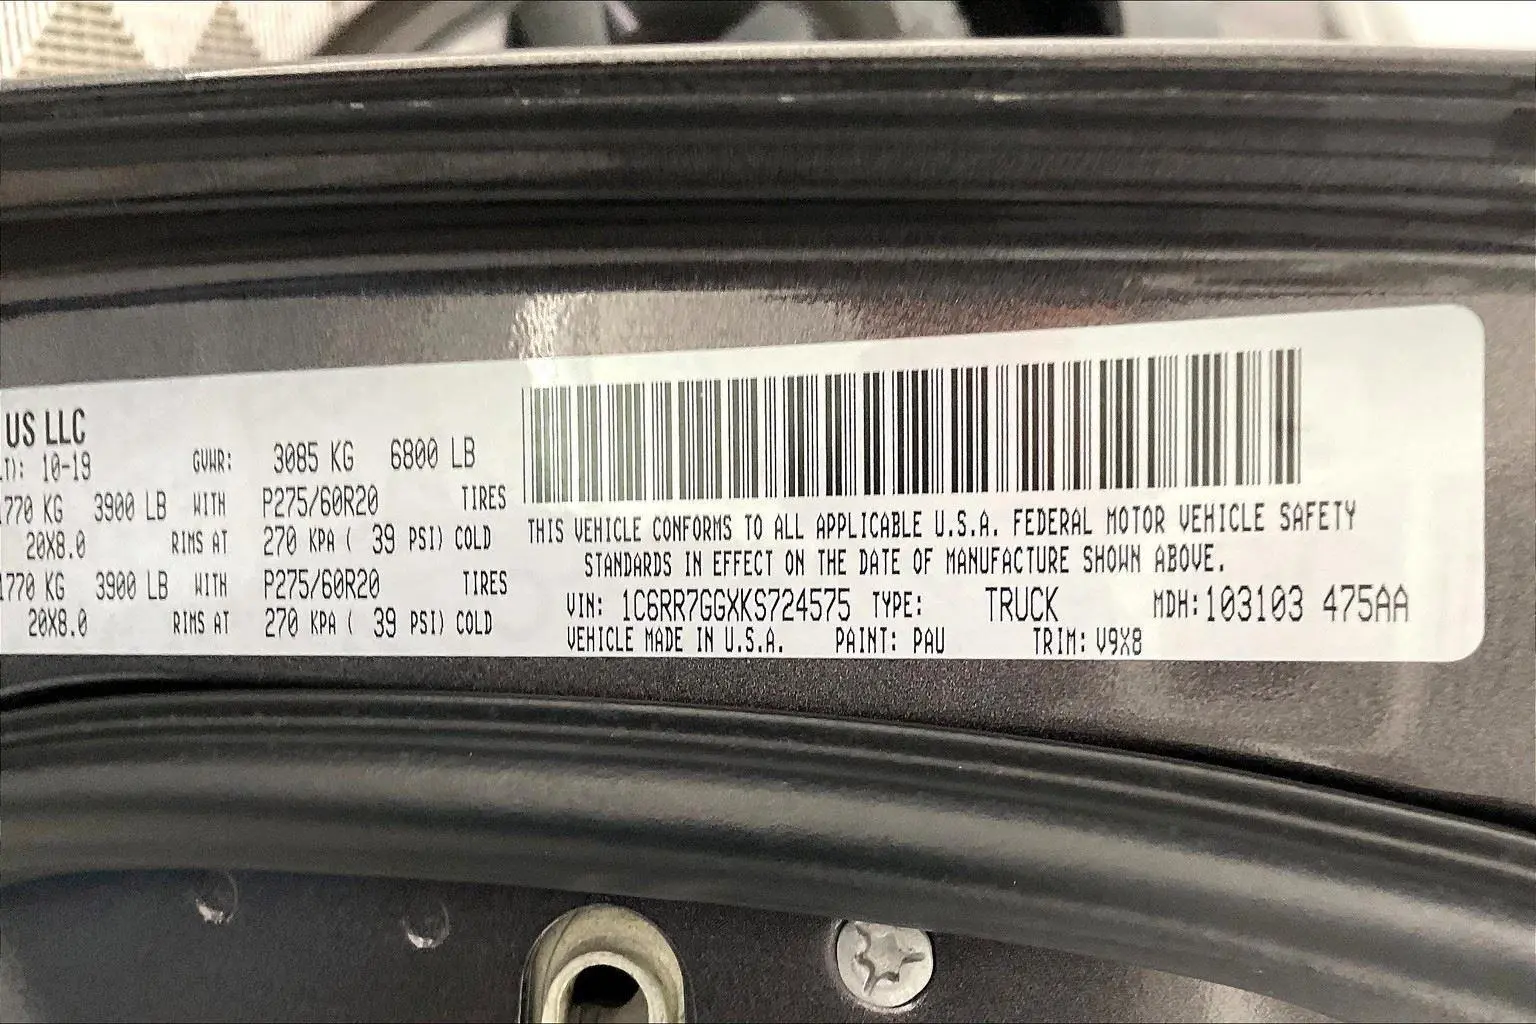 US LLC
10-19 GVWR: 3085 KG 6800 LB
1770 KG 3900 LB WITH P275/60R20 TIRES
20X8.0 RIMS AT 270 KPA ( 39 PSI) COLD
1770 KG 3900 LB WITH P275/60R20 TIRES
20X8.0 RIMS AT 270 KPA ( 39 PSI) COLD
THIS VEHICLE CONFORMS TO ALL APPLICABLE U.S.A. FEDERAL MOTOR VEHICLE SAFETY
STANDARDS IN EFFECT ON THE DATE OF MANUFACTURE SHOWN ABOVE.
VIN: 1C6RR7GGXKS724575 TYPE: TRUCK MDH:103103 475AA
VEHICLE MADE IN U.S.A. PAINT: PAU TRIM: V9X8